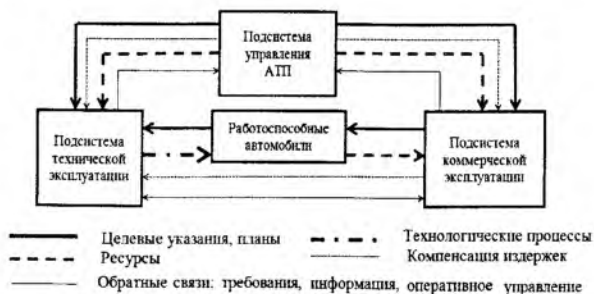 Подсистема
управления
АТП
Подсистема
технической
эксплуатации
Работоспособные
автомобили
Подсистема
коммерческой
эксплуатации
Целевые указания, планы
Технологические процессы
Ресурсы
Компенсация издержек
Обратные связи: требования, информация, оперативное управление